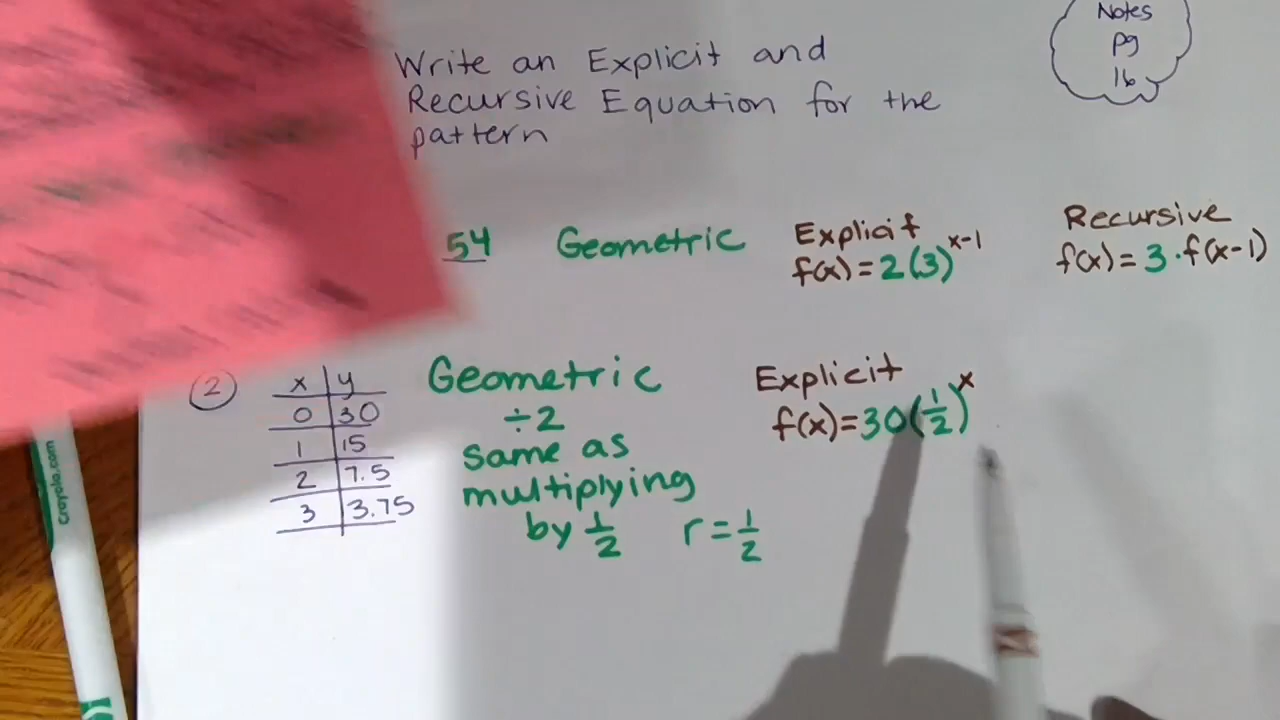 Notes
pg
16
Write an Explicit and
Recursive Equation for the
pattern
54 Geometric
Explicit
f(x)=2(3)^x-1
Recursive
f(x)=3·f(x-1)
2
x y
0 30
1 15
2 7.5
3 3.75
Geometric
÷2
same as
multiplying
by 1/2 r=1/2
Explicit
f(x)=30(1/2)^x
crayola.com